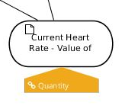 Current Heart
Rate - Value of
Quantity